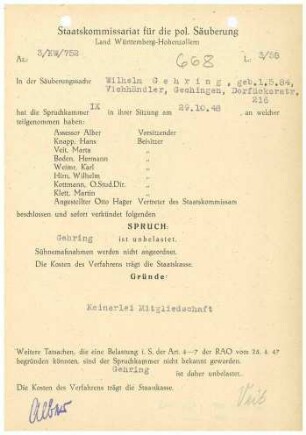 Staatskommissariat für die pol. Säuberung
Land Württemberg-Hohenzollern
Az: 3/KW/752
668
L. 3/58
In der Säuberungssache Wilhelm Gehring, geb.1.5.84,
Viehhändler, Genhingen, Dorfäckerstr.
216
hat die Spruchkammer IX in ihrer Sitzung am 29.10.48, an welcher
teilgenommen haben:
Assessor Alber Vorsitzender
Knapp, Hans Beisitzer
Veit, Marta "
Beden, Hermann "
Weime, Karl "
Hirn, Wilhelm "
Kettmann, O.Stud.Dir. "
Klett, Martin "
Angestellter Otto Hager Vertreter des Staatskommissars
beschlossen und sofort verkündet folgenden
SPRUCH:
Gehring
ist unbelastet.
Sühnemaßnahmen werden nicht angeordnet.
Die Kosten des Verfahrens trägt die Staatskasse.
Gründe:
Keinerlei Mitgliedschaft
Weitere Tatsachen, die eine Belastung i. S. der Art. 4—7 der RAO vom 26. 4. 47
begründen könnten, sind der Spruchkammer nicht bekannt geworden.
Gehring ist daher unbelastet.
Die Kosten des Verfahrens trägt die Staatskasse.
Alber
Veit